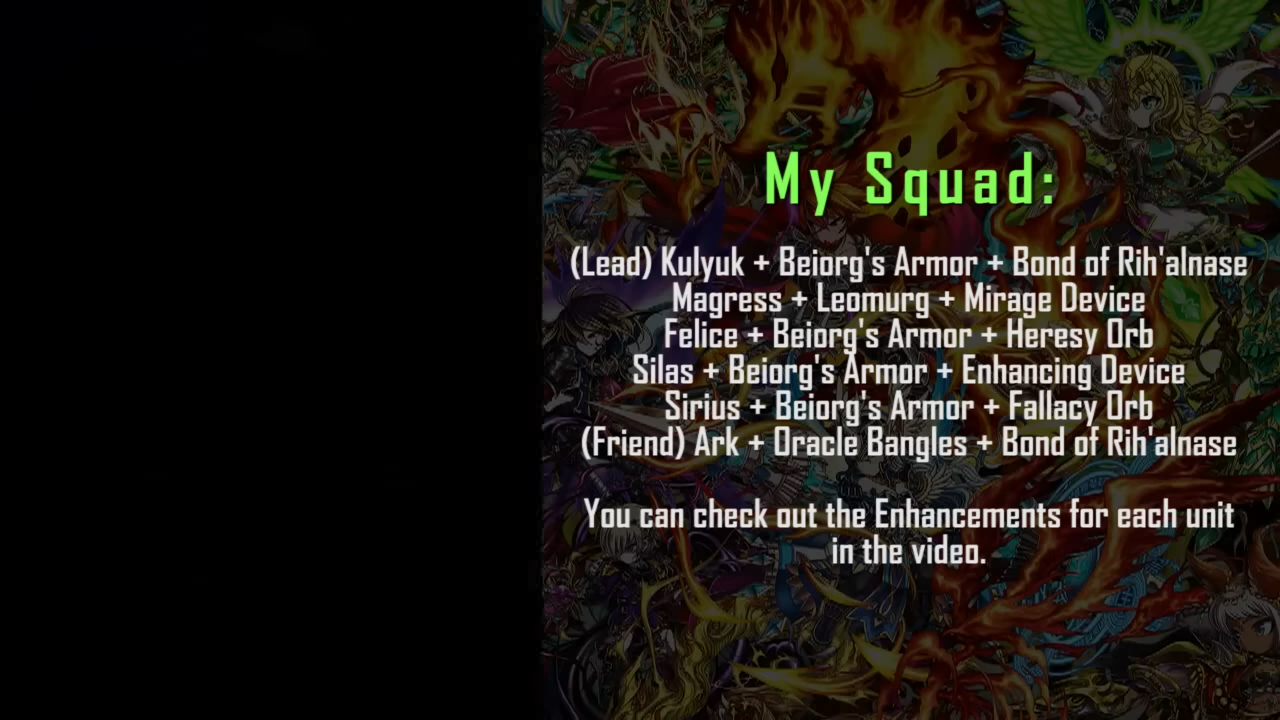 My Squad:
(Lead) Kulyuk + Beiorg's Armor + Bond of Rih'alnase
Magress + Leomurg + Mirage Device
Felice + Beiorg's Armor + Heresy Orb
Silas + Beiorg's Armor + Enhancing Device
Sirius + Beiorg's Armor + Fallacy Orb
(Friend) Ark + Oracle Bangles + Bond of Rih'alnase
You can check out the Enhancements for each unit
in the video.